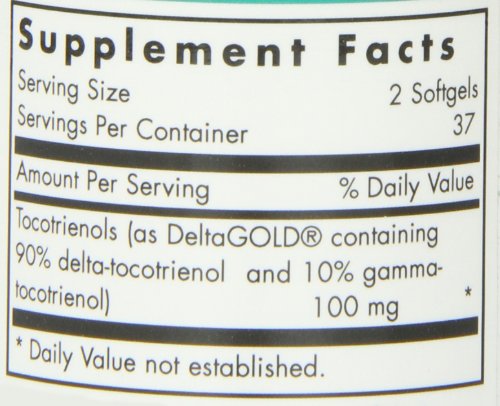 Supplement Facts
Serving Size 2 Softgels
Servings Per Container 37
Amount Per Serving % Daily Value
Tocotrienols (as DeltaGOLD® containing
90% delta-tocotrienol and 10% gamma-
tocotrienol) 100 mg *
* Daily Value not established.